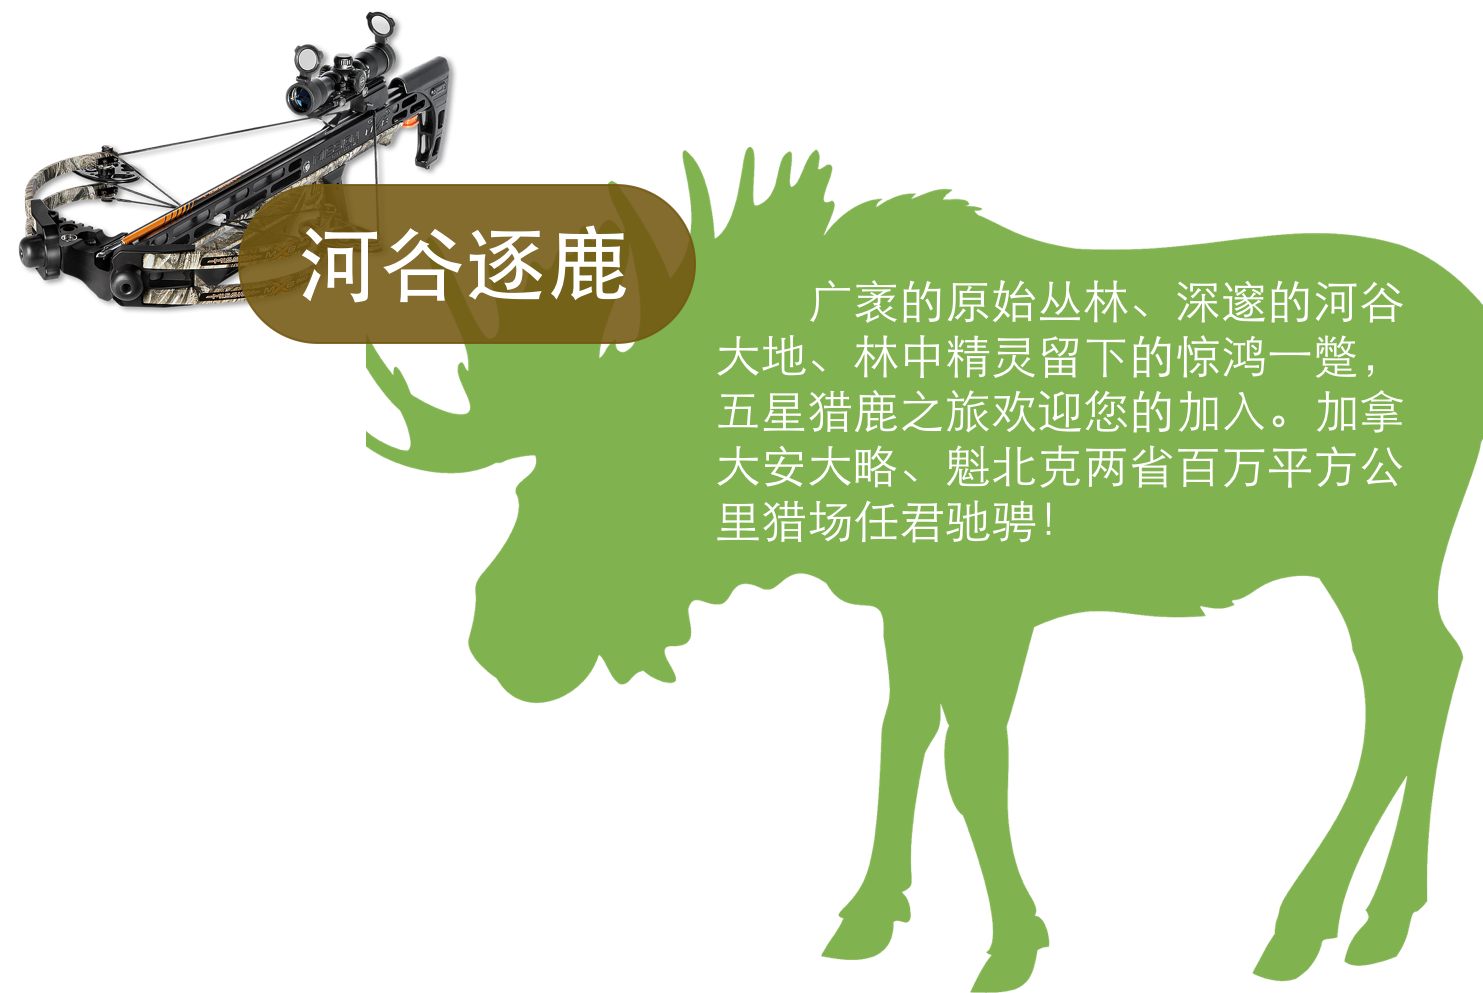 河谷逐鹿
广袤的原始丛林、深邃的河谷
大地、林中精灵留下的惊鸿一蹩，
五星猎鹿之旅欢迎您的加入。加拿
大安大略、魁北克两省百万平方公
里猎场任君驰骋！